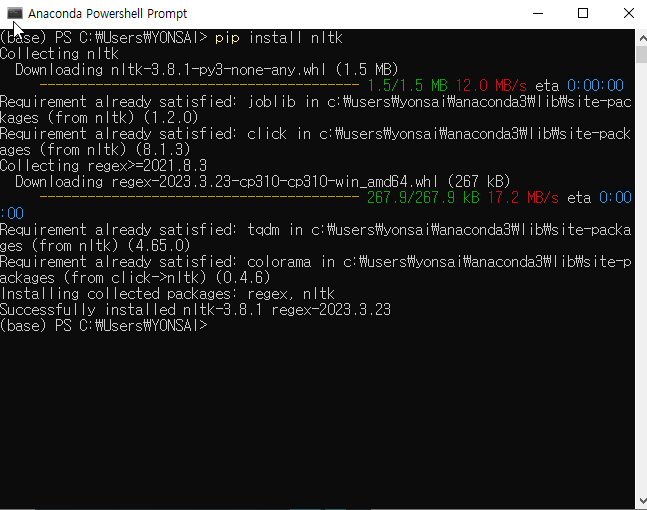 Anaconda Powershell Prompt
(base) PS C:₩Users₩YONSAI> pip install nltk
Collecting nltk
  Downloading nltk-3.8.1-py3-none-any.whl (1.5 MB)
     ---------------------------------------- 1.5/1.5 MB 12.0 MB/s eta 0:00:00
Requirement already satisfied: joblib in c:₩users₩yonsai₩anaconda3₩lib₩site-pac
kages (from nltk) (1.2.0)
Requirement already satisfied: click in c:₩users₩yonsai₩anaconda3₩lib₩site-pack
ages (from nltk) (8.1.3)
Collecting regex>=2021.8.3
  Downloading regex-2023.3.23-cp310-cp310-win_amd64.whl (267 kB)
     ---------------------------------------- 267.9/267.9 kB 17.2 MB/s eta 0:00
:00
Requirement already satisfied: tqdm in c:₩users₩yonsai₩anaconda3₩lib₩site-packa
ges (from nltk) (4.65.0)
Requirement already satisfied: colorama in c:₩users₩yonsai₩anaconda3₩lib₩site-p
ackages (from click->nltk) (0.4.6)
Installing collected packages: regex, nltk
Successfully installed nltk-3.8.1 regex-2023.3.23
(base) PS C:₩Users₩YONSAI>